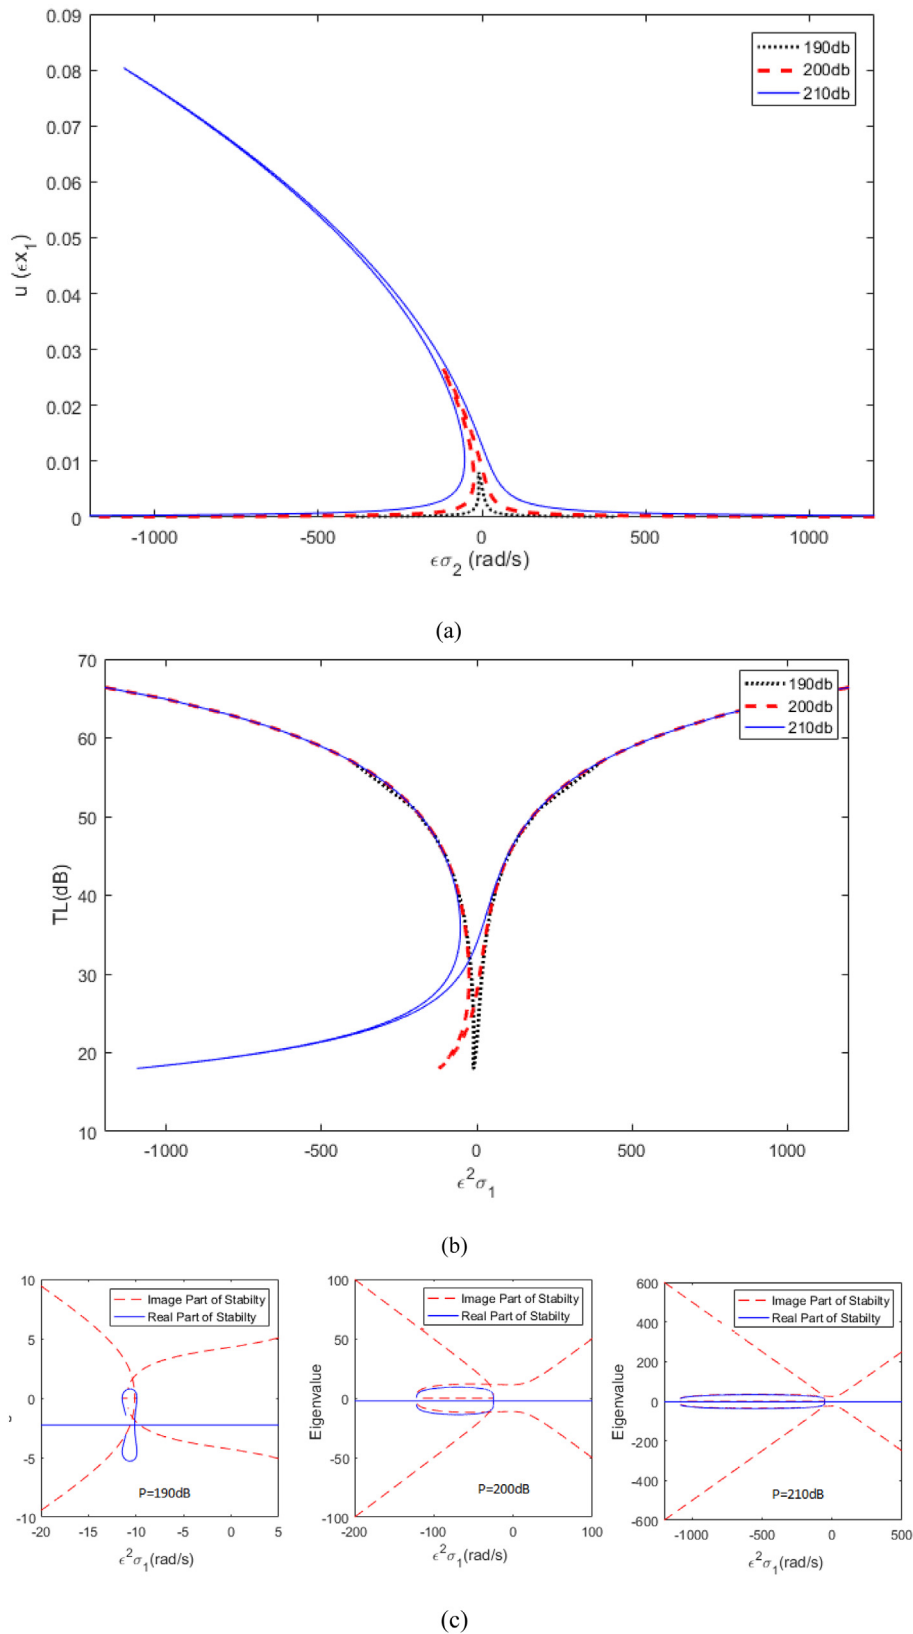 0.09
0.08
0.07
0.06
0.05
0.04
0.03
0.02
0.01
0
u (ϵx₁)
190db
200db
210db
-1000 -500 0 500 1000
ϵσ₂ (rad/s)
(a)
70
60
50
40
30
20
10
TL(dB)
190db
200db
210db
-1000 -500 0 500 1000
ϵ²σ₁
(b)
10
5
0
-5
-10
Image Part of Stabilty
Real Part of Stabilty
P=190dB
-20 -15 -10 -5 0 5
ϵ²σ₁(rad/s)
100
50
0
-50
-100
Eigenvalue
Image Part of Stabilty
Real Part of Stabilty
P=200dB
-200 -100 0 100
ϵ²σ₁(rad/s)
600
400
200
0
-200
-400
-600
Eigenvalue
Image Part of Stabilty
Real Part of Stabilty
P=210dB
-1000 -500 0 500
ϵ²σ₁(rad/s)
(c)